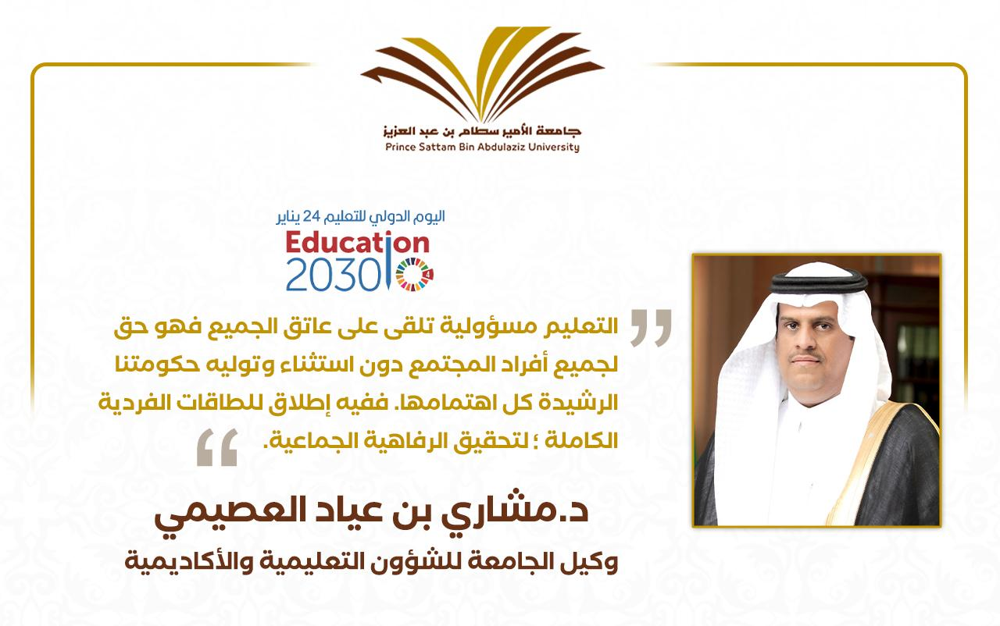 جامعة الأمير سطام بن عبد العزيز
Prince Sattam Bin Abdulaziz University
اليوم الدولي للتعليم 24 يناير
Education
2030
4
التعليم مسؤولية تلقى على عاتق الجميع فهو حق
لجميع أفراد المجتمع دون استثناء وتوليه حكومتنا
الرشيدة كل اهتمامها. ففيه إطلاق للطاقات الفردية
الكاملة ؛ لتحقيق الرفاهية الجماعية.
د.مشاري بن عياد العصيمي
وكيل الجامعة للشؤون التعليمية والأكاديمية